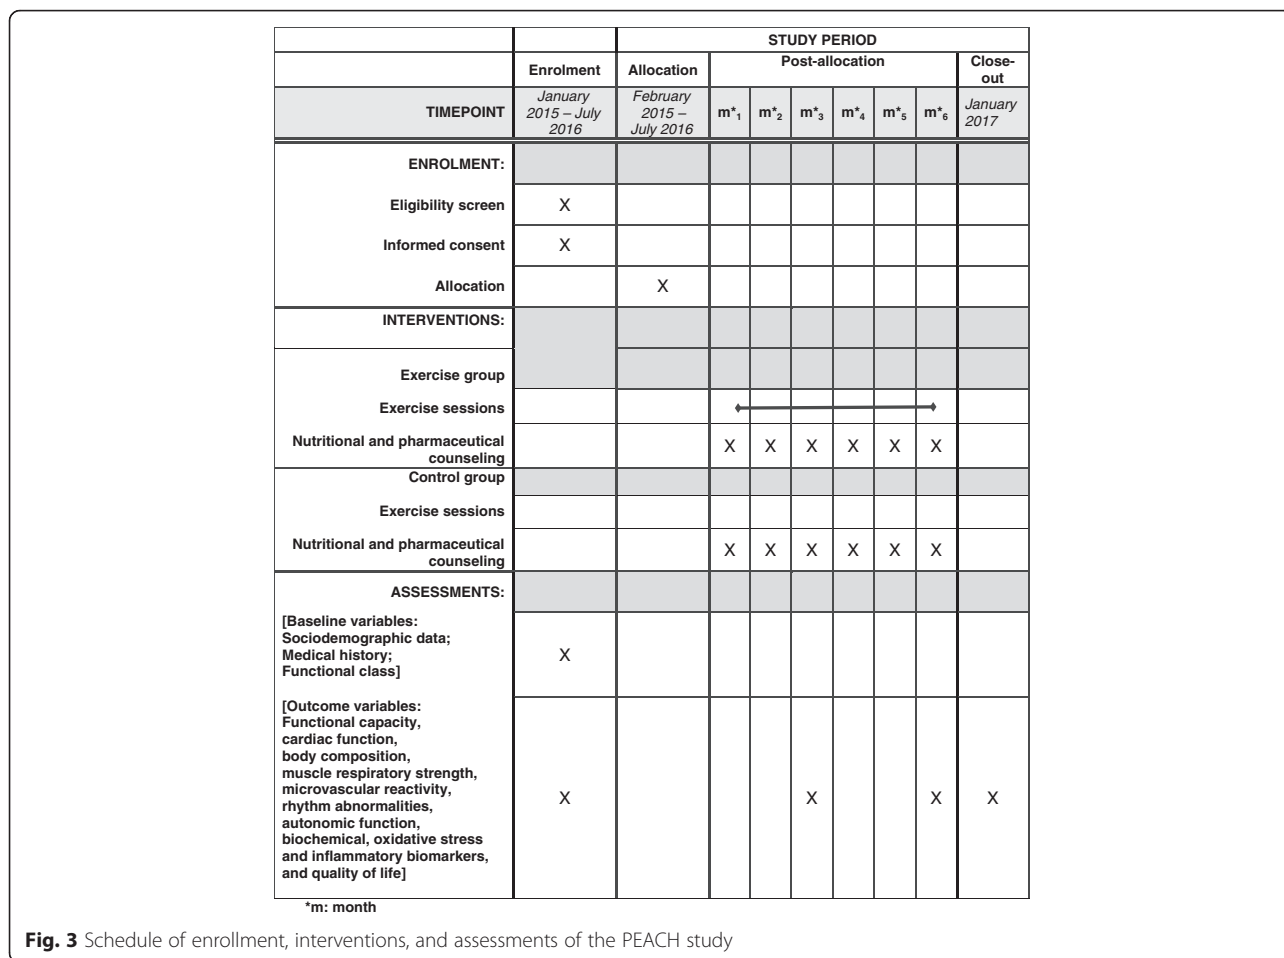 STUDY PERIOD
Enrolment Allocation Post-allocation Close-
out
TIMEPOINT January
2015 – July
2016 February
2015 –
July 2016 m*1 m*2 m*3 m*4 m*5 m*6 January
2017
ENROLMENT:
Eligibility screen X
Informed consent X
Allocation X
INTERVENTIONS:
Exercise group
Exercise sessions
Nutritional and pharmaceutical
counseling X X X X X X
Control group
Exercise sessions
Nutritional and pharmaceutical
counseling X X X X X X
ASSESSMENTS:
[Baseline variables:
Sociodemographic data;
Medical history;
Functional class] X
[Outcome variables:
Functional capacity,
cardiac function,
body composition,
muscle respiratory strength,
microvascular reactivity,
rhythm abnormalities,
autonomic function,
biochemical, oxidative stress
and inflammatory biomarkers,
and quality of life] X X X X
*m: month
Fig. 3 Schedule of enrollment, interventions, and assessments of the PEACH study